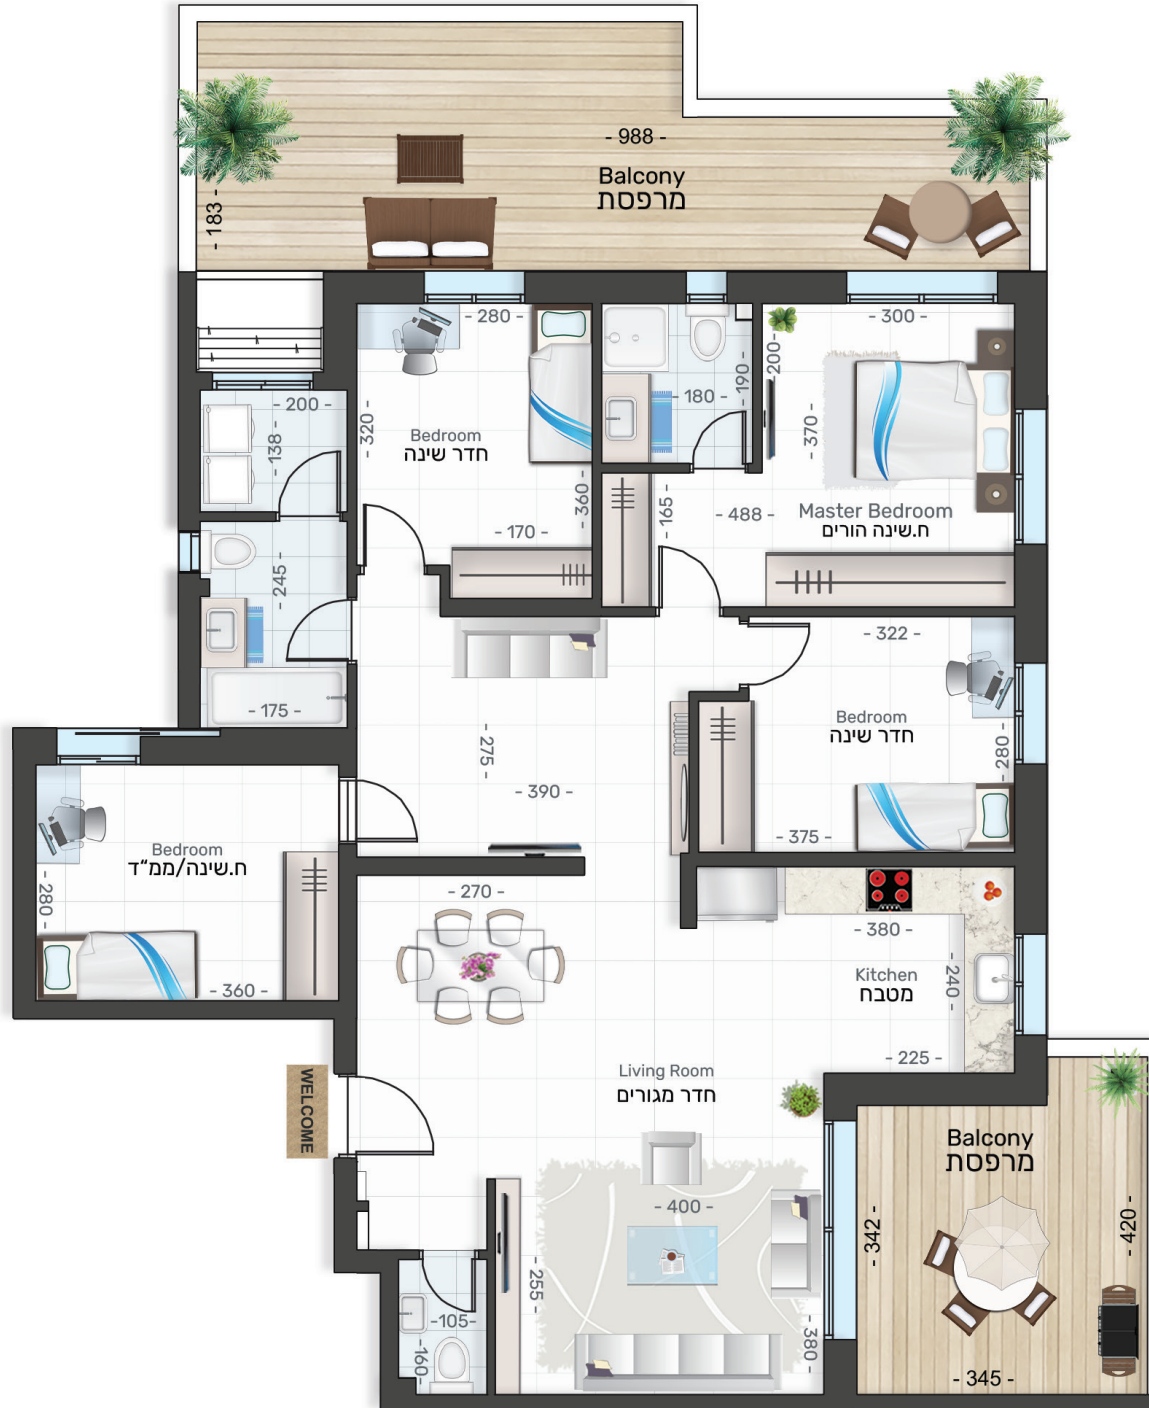 - 988 -
Balcony
מרפסת
- 183 -
- 280 -
- 300 -
- 200 -
- 138 -
- 320 -
Bedroom
חדר שינה
- 360 -
- 170 -
- 180 -
- 190 -
-200-
- 370 -
Master Bedroom
ח.שינה הורים
- 165 -
- 488 -
- 245 -
- 175 -
- 322 -
Bedroom
חדר שינה
- 280 -
- 375 -
- 275 -
- 390 -
Bedroom
ח.שינה/ממ"ד
- 280 -
- 360 -
- 270 -
- 380 -
Kitchen
מטבח
- 240 -
- 225 -
Living Room
חדר מגורים
WELCOME
Balcony
מרפסת
- 400 -
- 342 -
- 420 -
- 255 -
- 380 -
-105-
-160-
- 345 -